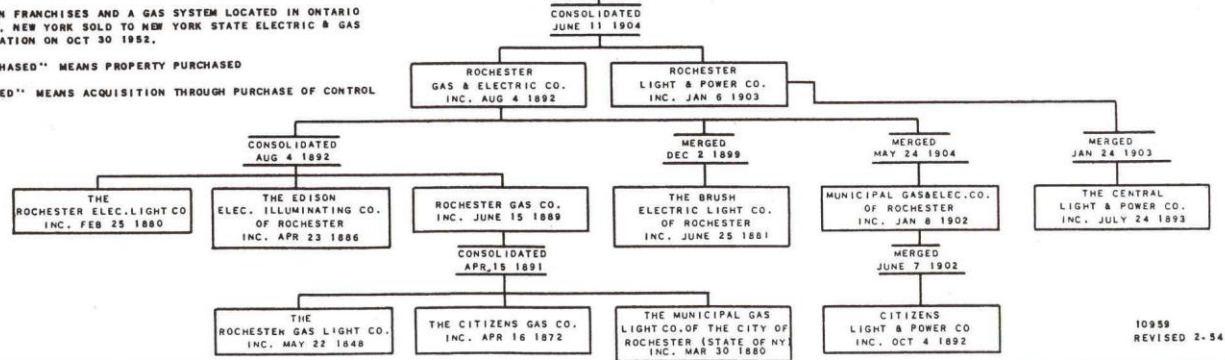 N FRANCHISES AND A GAS SYSTEM LOCATED IN ONTARIO
., NEW YORK SOLD TO NEW YORK STATE ELECTRIC & GAS
ATION ON OCT 30 1952.
HASED" MEANS PROPERTY PURCHASED
ED" MEANS ACQUISITION THROUGH PURCHASE OF CONTROL
CONSOLIDATED
JUNE 11 1904
ROCHESTER
GAS & ELECTRIC CO.
INC. AUG 4 1892
ROCHESTER
LIGHT & POWER CO.
INC. JAN 6 1903
CONSOLIDATED
AUG 4 1892
MERGED
DEC 2 1899
MERGED
MAY 24 1904
MERGED
JAN 24 1903
THE
ROCHESTER ELEC.LIGHT CO
INC. FEB 25 1880
THE EDISON
ELEC. ILLUMINATING CO.
OF ROCHESTER
INC. APR 23 1886
ROCHESTER GAS CO.
INC. JUNE 15 1889
THE BRUSH
ELECTRIC LIGHT CO.
OF ROCHESTER
INC. JUNE 25 1881
MUNICIPAL GAS&ELEC.CO.
OF ROCHESTER
INC. JAN 8 1902
THE CENTRAL
LIGHT & POWER CO.
INC. JULY 24 1893
CONSOLIDATED
APR. 15 1891
MERGED
JUNE 7 1902
THE
ROCHESTER GAS LIGHT CO.
INC. MAY 22 1848
THE CITIZENS GAS CO.
INC. APR 16 1872
THE MUNICIPAL GAS
LIGHT CO.OF THE CITY OF
ROCHESTER (STATE OF NY)
INC. MAR 30 1880
CITIZENS
LIGHT & POWER CO
INC. OCT 4 1892
10959
REVISED 2-54